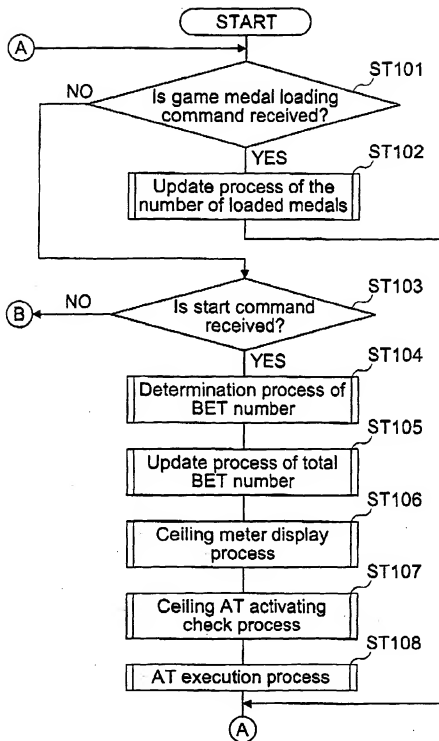 START
A
ST101
NO
Is game medal loading
command received?
YES
ST102
Update process of the
number of loaded medals
ST103
B
NO
Is start command
received?
YES
ST104
Determination process of
BET number
ST105
Update process of total
BET number
ST106
Ceiling meter display
process
ST107
Ceiling AT activating
check process
ST108
AT execution process
A